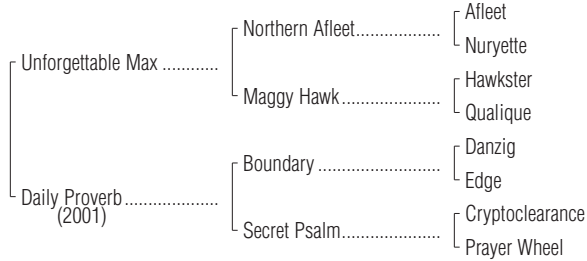 Afleet
Northern Afleet....................
Nuryette
Unforgettable Max ............
Hawkster
Maggy Hawk .......................
Qualique
Danzig
Boundary .............................
Edge
Daily Proverb .....................
(2001)
Cryptoclearance
Secret Psalm.......................
Prayer Wheel